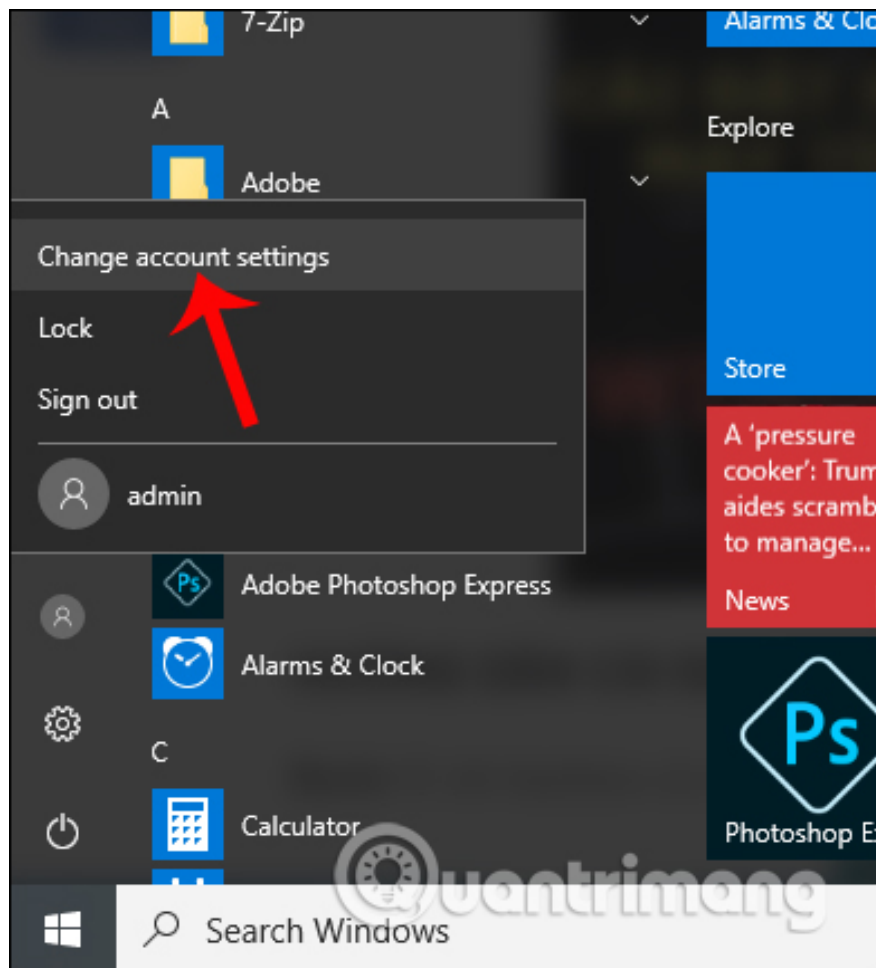 7-Zip
A
Adobe
Change account settings
Lock
Sign out
admin
Adobe Photoshop Express
Alarms & Clock
C
Calculator
Alarms & Clo
Explore
Store
A ‘pressure
cooker’: Trum
aides scramb
to manage...
News
Ps
Photoshop Ex
Ps
Quantrimang
Search Windows